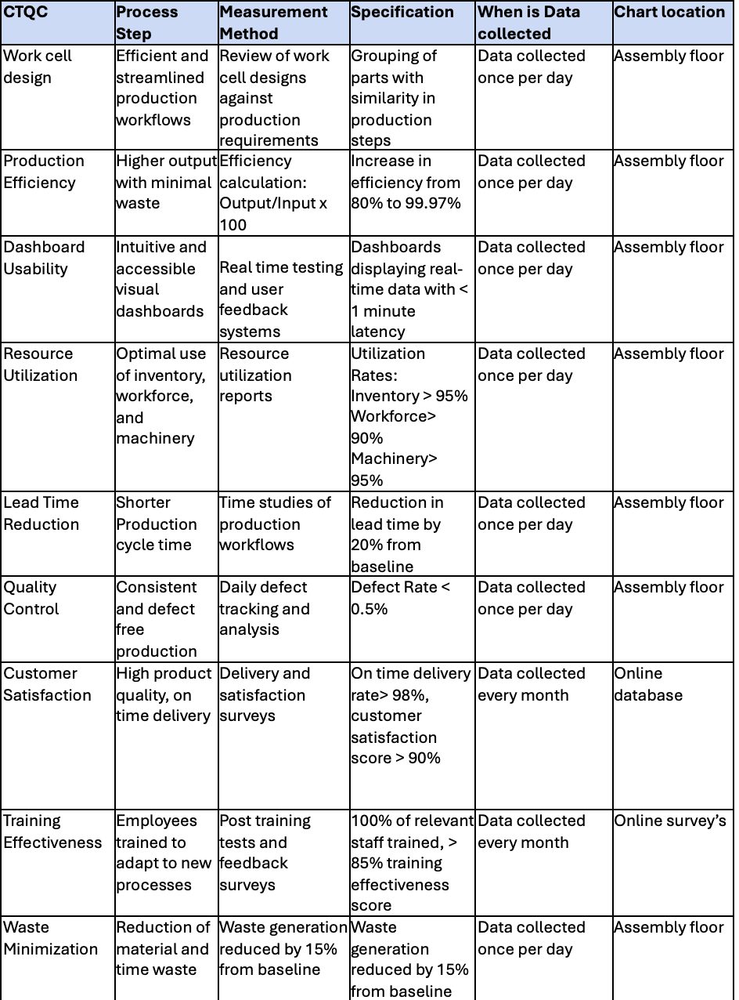 CTQC
Process
Step
Measurement
Method
Specification
When is Data
collected
Chart location
Work cell
design
Efficient and
streamlined
production
workflows
Review of work
cell designs
against
production
requirements
Grouping of
parts with
similarity in
production
steps
Data collected
once per day
Assembly floor
Production
Efficiency
Higher output
with minimal
waste
Efficiency
calculation:
Output/Input x
100
Increase in
efficiency from
80% to 99.97%
Data collected
once per day
Assembly floor
Dashboard
Usability
Intuitive and
accessible
visual
dashboards
Real time testing
and user
feedback
systems
Dashboards
displaying real-
time data with <
1 minute
latency
Data collected
once per day
Assembly floor
Resource
Utilization
Optimal use
of inventory,
workforce,
and
machinery
Resource
utilization
reports
Utilization
Rates:
Inventory > 95%
Workforce>
90%
Machinery>
95%
Data collected
once per day
Assembly floor
Lead Time
Reduction
Shorter
Production
cycle time
Time studies of
production
workflows
Reduction in
lead time by
20% from
baseline
Data collected
once per day
Assembly floor
Quality
Control
Consistent
and defect
free
production
Daily defect
tracking and
analysis
Defect Rate <
0.5%
Data collected
once per day
Assembly floor
Customer
Satisfaction
High product
quality, on
time delivery
Delivery and
satisfaction
surveys
On time delivery
rate> 98%,
customer
satisfaction
score > 90%
Data collected
every month
Online
database
Training
Effectiveness
Employees
trained to
adapt to new
processes
Post training
tests and
feedback
surveys
100% of relevant
staff trained, >
85% training
effectiveness
score
Data collected
every month
Online survey’s
Waste
Minimization
Reduction of
material and
time waste
Waste generation
reduced by 15%
from baseline
Waste
generation
reduced by 15%
from baseline
Data collected
once per day
Assembly floor